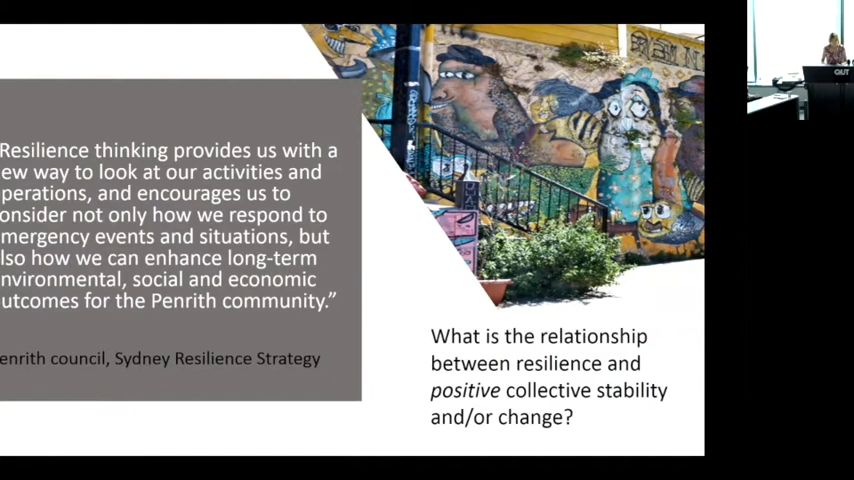 Resilience thinking provides us with a
ew way to look at our activities and
perations, and encourages us to
onsider not only how we respond to
mergency events and situations, but
lso how we can enhance long-term
nvironmental, social and economic
utcomes for the Penrith community.”
enrith council, Sydney Resilience Strategy
What is the relationship
between resilience and
positive collective stability
and/or change?
QUT